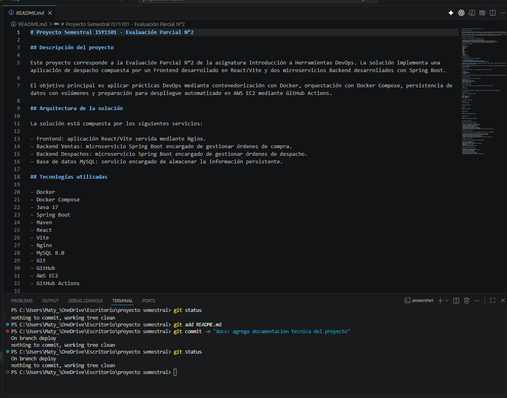 README.md ×
README.md > # Proyecto Semestral ISY1101 - Evaluación Parcial N°2
1 # Proyecto Semestral ISY1101 - Evaluación Parcial N°2
2
3 ## Descripción del proyecto
4
5 Este proyecto corresponde a la Evaluación Parcial N°2 de la asignatura Introducción a Herramientas DevOps. La solución implementa una
aplicación de despacho compuesta por un Frontend desarrollado en React/Vite y dos microservicios Backend desarrollados con Spring Boot.
6
7 El objetivo principal es aplicar prácticas DevOps mediante contenedorización con Docker, orquestación con Docker Compose, persistencia de
datos con volúmenes y preparación para despliegue automatizado en AWS EC2 mediante GitHub Actions.
8
9 ## Arquitectura de la solución
10
11 La solución está compuesta por los siguientes servicios:
12
13 - Frontend: aplicación React/Vite servida mediante Nginx.
14 - Backend Ventas: microservicio Spring Boot encargado de gestionar órdenes de compra.
15 - Backend Despachos: microservicio Spring Boot encargado de gestionar órdenes de despacho.
16 - Base de datos MySQL: servicio encargado de almacenar la información persistente.
17
18 ## Tecnologías utilizadas
19
20 - Docker
21 - Docker Compose
22 - Java 17
23 - Spring Boot
24 - Maven
25 - React
26 - Vite
27 - Nginx
28 - MySQL 8.0
29 - Git
30 - GitHub
31 - AWS EC2
32 - GitHub Actions
33
PROBLEMS OUTPUT DEBUG CONSOLE TERMINAL PORTS powershell
PS C:\Users\Maty_\OneDrive\Escritorio\proyecto semestral> git status
nothing to commit, working tree clean
PS C:\Users\Maty_\OneDrive\Escritorio\proyecto semestral> git add README.md
PS C:\Users\Maty_\OneDrive\Escritorio\proyecto semestral> git commit -m "docs: agrega documentacion tecnica del proyecto"
On branch deploy
nothing to commit, working tree clean
PS C:\Users\Maty_\OneDrive\Escritorio\proyecto semestral> git status
On branch deploy
nothing to commit, working tree clean
PS C:\Users\Maty_\OneDrive\Escritorio\proyecto semestral>